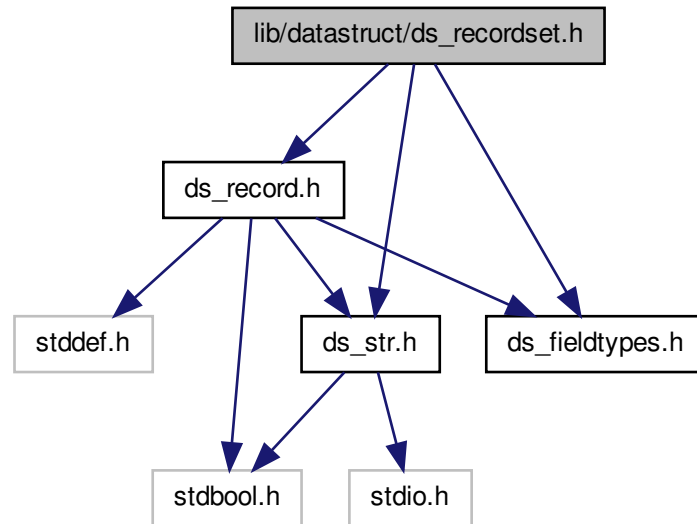 lib/datastruct/ds_recordset.h
ds_record.h
stddef.h
ds_str.h
ds_fieldtypes.h
stdbool.h
stdio.h